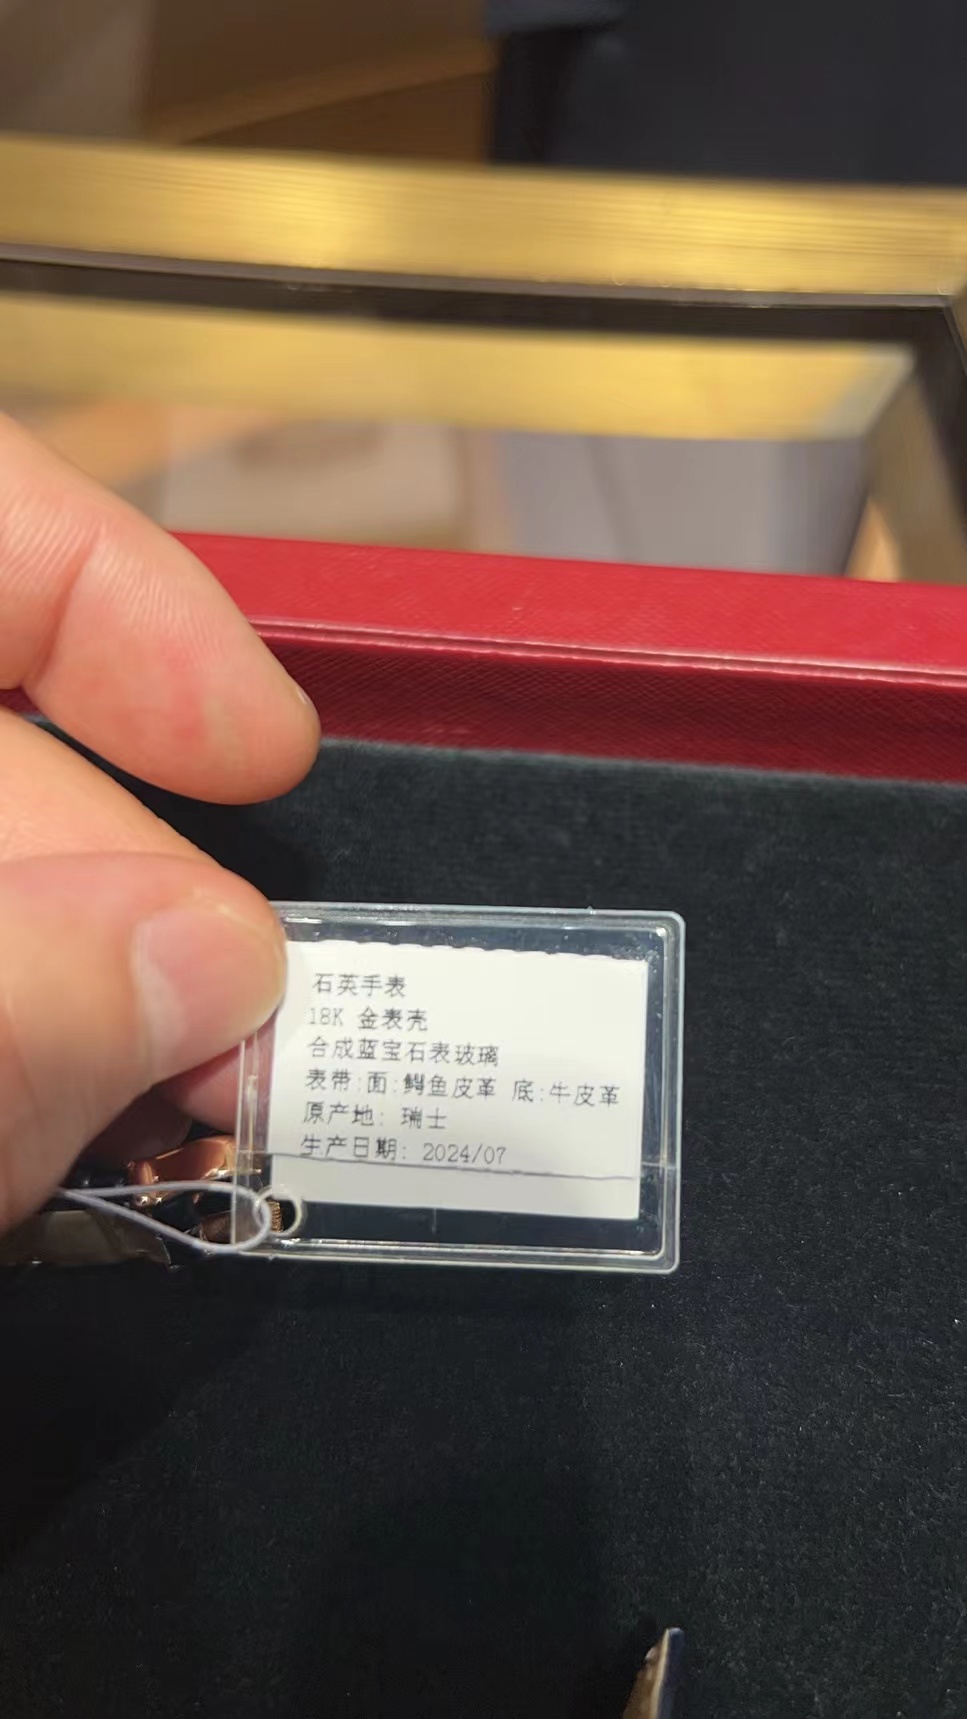 石英手表
18K 金表壳
合成蓝宝石表玻璃
表带:面:鳄鱼皮革 底:牛皮革
原产地: 瑞士
生产日期: 2024/07